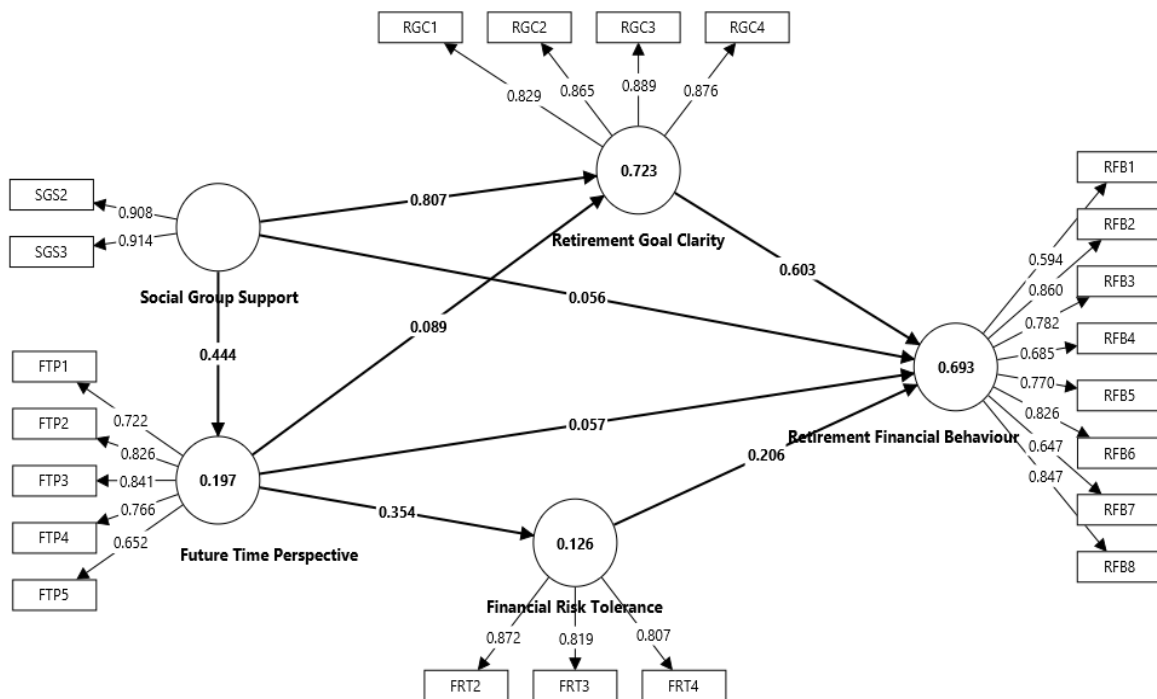 RGC1 RGC2 RGC3 RGC4
0.829 0.865 0.889 0.876
SGS2
SGS3
0.908
0.914
Social Group Support
0.723
Retirement Goal Clarity
0.807
0.444
0.089
0.056
0.603
FTP1
FTP2
FTP3
FTP4
FTP5
0.722
0.826
0.841
0.766
0.652
0.197
Future Time Perspective
0.057
0.354
0.206
0.126
Financial Risk Tolerance
0.872 0.819 0.807
FRT2 FRT3 FRT4
0.693
Retirement Financial Behaviour
0.594
0.860
0.782
0.685
0.770
0.826
0.647
0.847
RFB1
RFB2
RFB3
RFB4
RFB5
RFB6
RFB7
RFB8